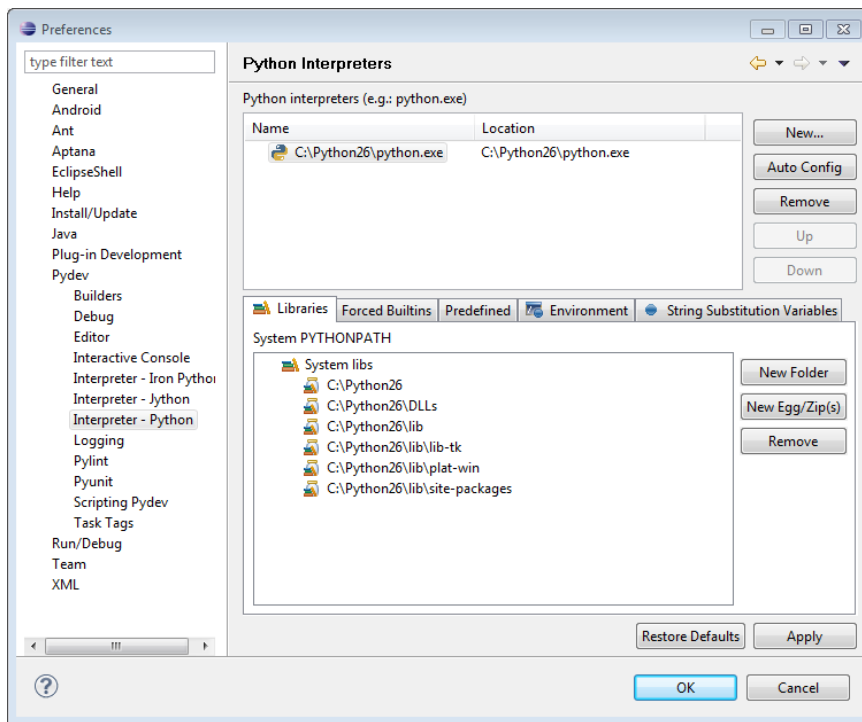 Preferences
type filter text
General
Android
Ant
Aptana
EclipseShell
Help
Install/Update
Java
Plug-in Development
Pydev
Builders
Debug
Editor
Interactive Console
Interpreter - Iron Python
Interpreter - Jython
Interpreter - Python
Logging
Pylint
Pyunit
Scripting Pydev
Task Tags
Run/Debug
Team
XML
Python Interpreters
Python interpreters (e.g.: python.exe)
Name Location
C:\Python26\python.exe C:\Python26\python.exe
New...
Auto Config
Remove
Up
Down
Libraries Forced Builtins Predefined Environment String Substitution Variables
System PYTHONPATH
System libs
C:\Python26
C:\Python26\DLLs
C:\Python26\lib
C:\Python26\lib\lib-tk
C:\Python26\lib\plat-win
C:\Python26\lib\site-packages
New Folder
New Egg/Zip(s)
Remove
Restore Defaults Apply
? OK Cancel